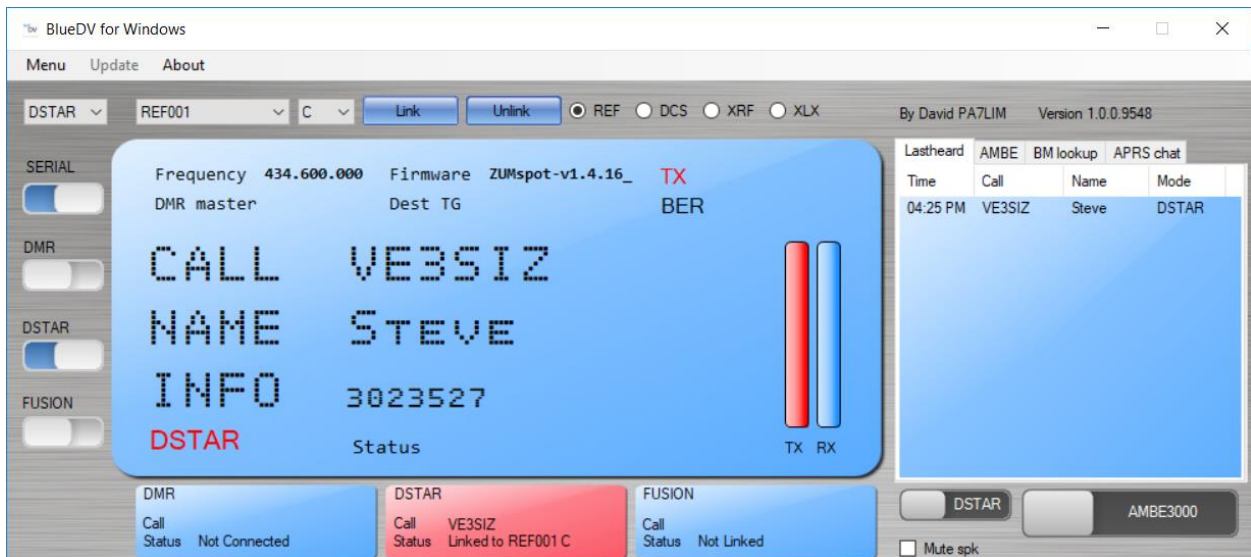 BlueDV for Windows
Menu Update About
DSTAR REF001 C Link Unlink REF DCS XRF XLX By David PA7LIM Version 1.0.0.9548
SERIAL
DMR
DSTAR
FUSION
Frequency 434.600.000 Firmware ZUMspot-v1.4.16_ TX
DMR master Dest TG BER
CALL VE3SIZ
NAME STEVE
INFO 3023527
DSTAR Status TX RX
Lastheard AMBE BM lookup APRS chat
Time Call Name Mode
04:25 PM VE3SIZ Steve DSTAR
DMR
Call
Status Not Connected
DSTAR
Call VE3SIZ
Status Linked to REF001 C
FUSION
Call
Status Not Linked
DSTAR AMBE3000
Mute spk